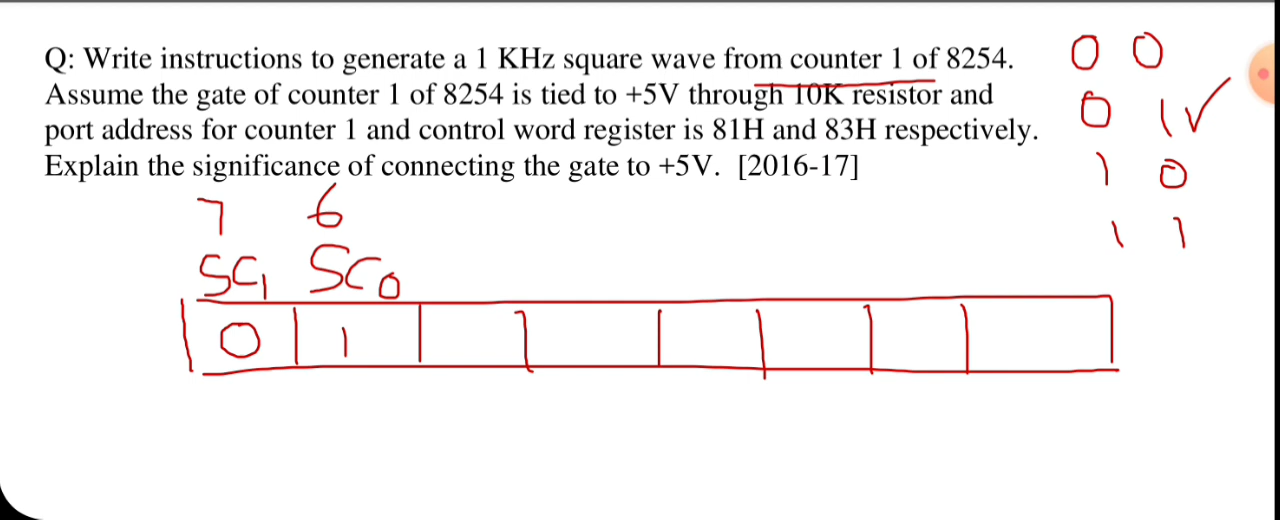 Q: Write instructions to generate a 1 KHz square wave from counter 1 of 8254.
Assume the gate of counter 1 of 8254 is tied to +5V through 10K resistor and
port address for counter 1 and control word register is 81H and 83H respectively.
Explain the significance of connecting the gate to +5V. [2016-17]
0 0
0 1 ✓
1 0
1 1
7 6
SC1 SC0
0 1